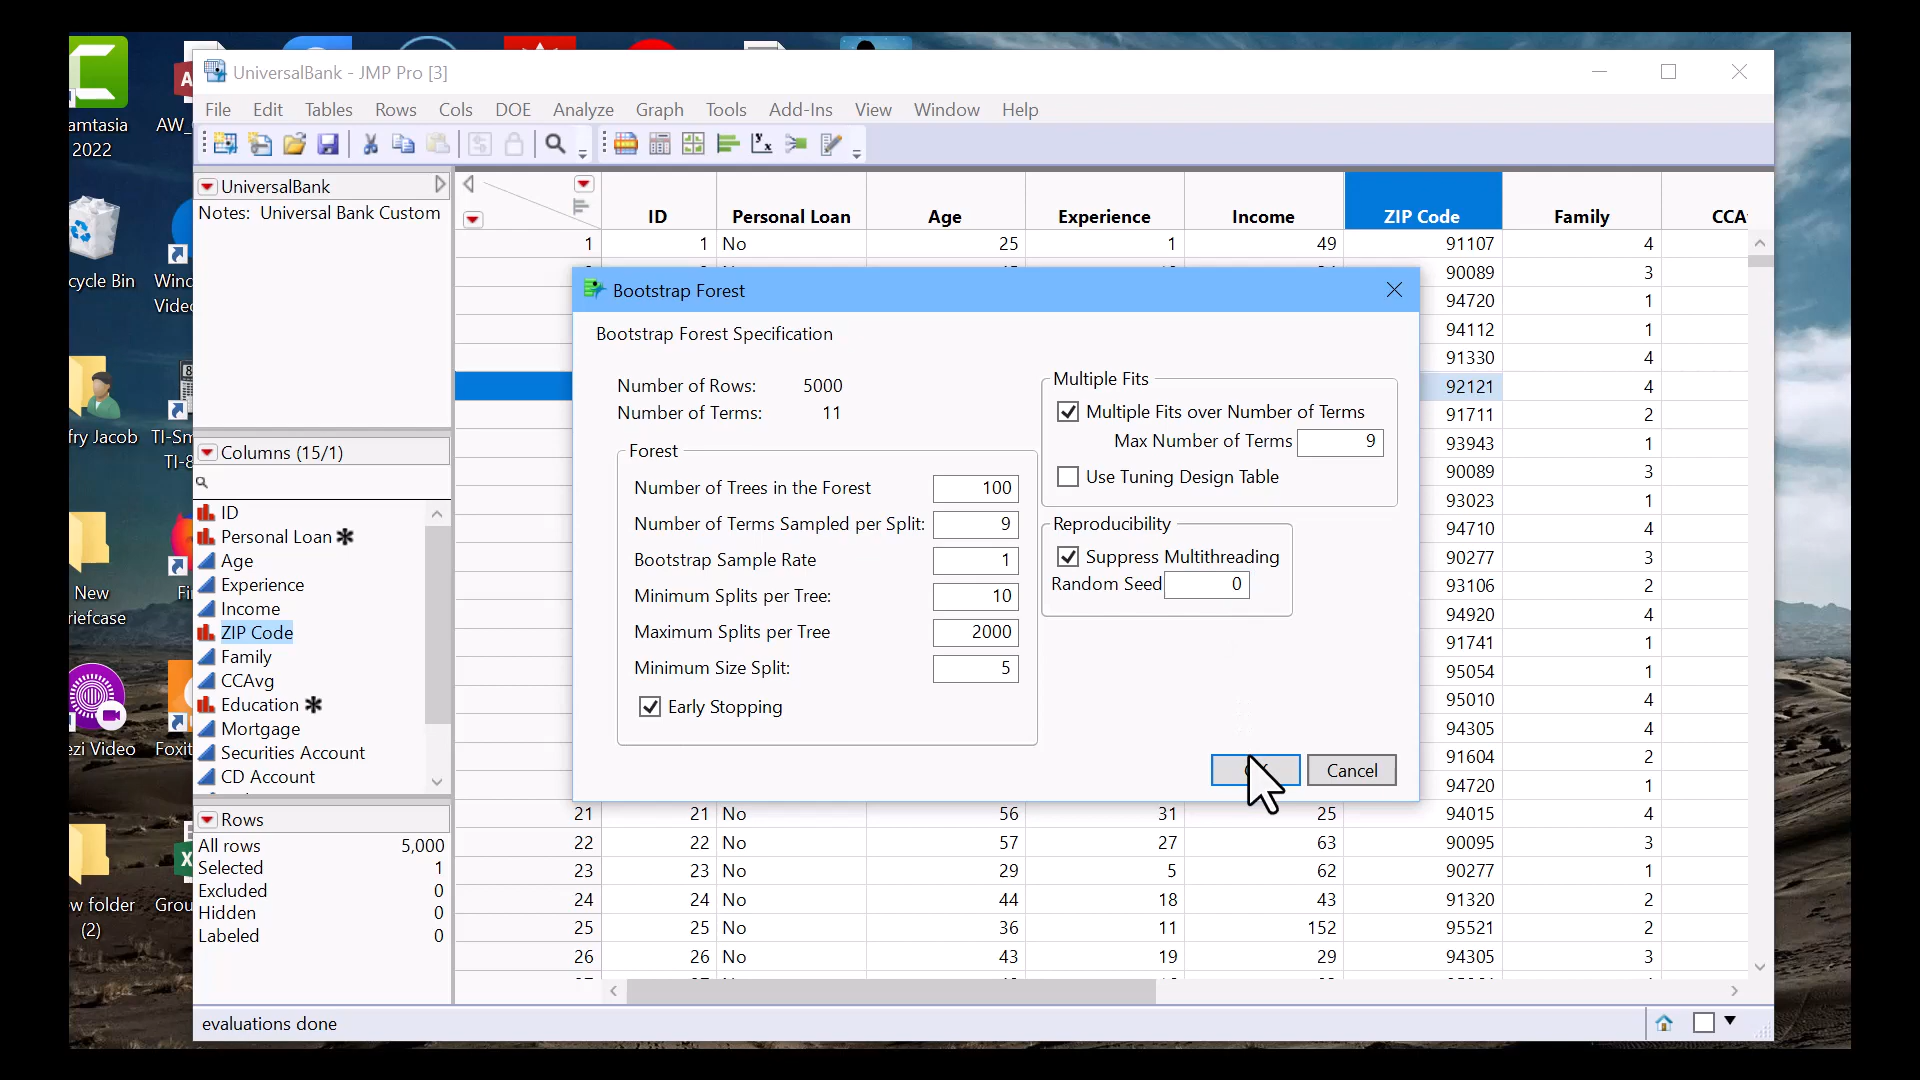 amtasia
2022
AW_
cycle Bin
Winc
Videc
fry Jacob
TI-Sm
TI-8
New
riefcase
Fir
ezi Video
Foxit
w folder
(2)
Grou
UniversalBank - JMP Pro [3]
File Edit Tables Rows Cols DOE Analyze Graph Tools Add-Ins View Window Help
UniversalBank
Notes: Universal Bank Custom
Columns (15/1)
ID
Personal Loan ✱
Age
Experience
Income
ZIP Code
Family
CCAvg
Education ✱
Mortgage
Securities Account
CD Account
Rows
All rows 5,000
Selected 1
Excluded 0
Hidden 0
Labeled 0
ID Personal Loan Age Experience Income ZIP Code Family CCA
1 1 No 25 1 49 91107 4
90089 3
94720 1
94112 1
91330 4
92121 4
91711 2
93943 1
90089 3
93023 1
94710 4
90277 3
93106 2
94920 4
91741 1
95054 1
95010 4
94305 4
91604 2
94720 1
21 21 No 56 31 25 94015 4
22 22 No 57 27 63 90095 3
23 23 No 29 5 62 90277 1
24 24 No 44 18 43 91320 2
25 25 No 36 11 152 95521 2
26 26 No 43 19 29 94305 3
Bootstrap Forest
Bootstrap Forest Specification
Number of Rows: 5000
Number of Terms: 11
Forest
Number of Trees in the Forest 100
Number of Terms Sampled per Split: 9
Bootstrap Sample Rate 1
Minimum Splits per Tree: 10
Maximum Splits per Tree 2000
Minimum Size Split: 5
Early Stopping
Multiple Fits
Multiple Fits over Number of Terms
Max Number of Terms 9
Use Tuning Design Table
Reproducibility
Suppress Multithreading
Random Seed 0
Cancel
evaluations done